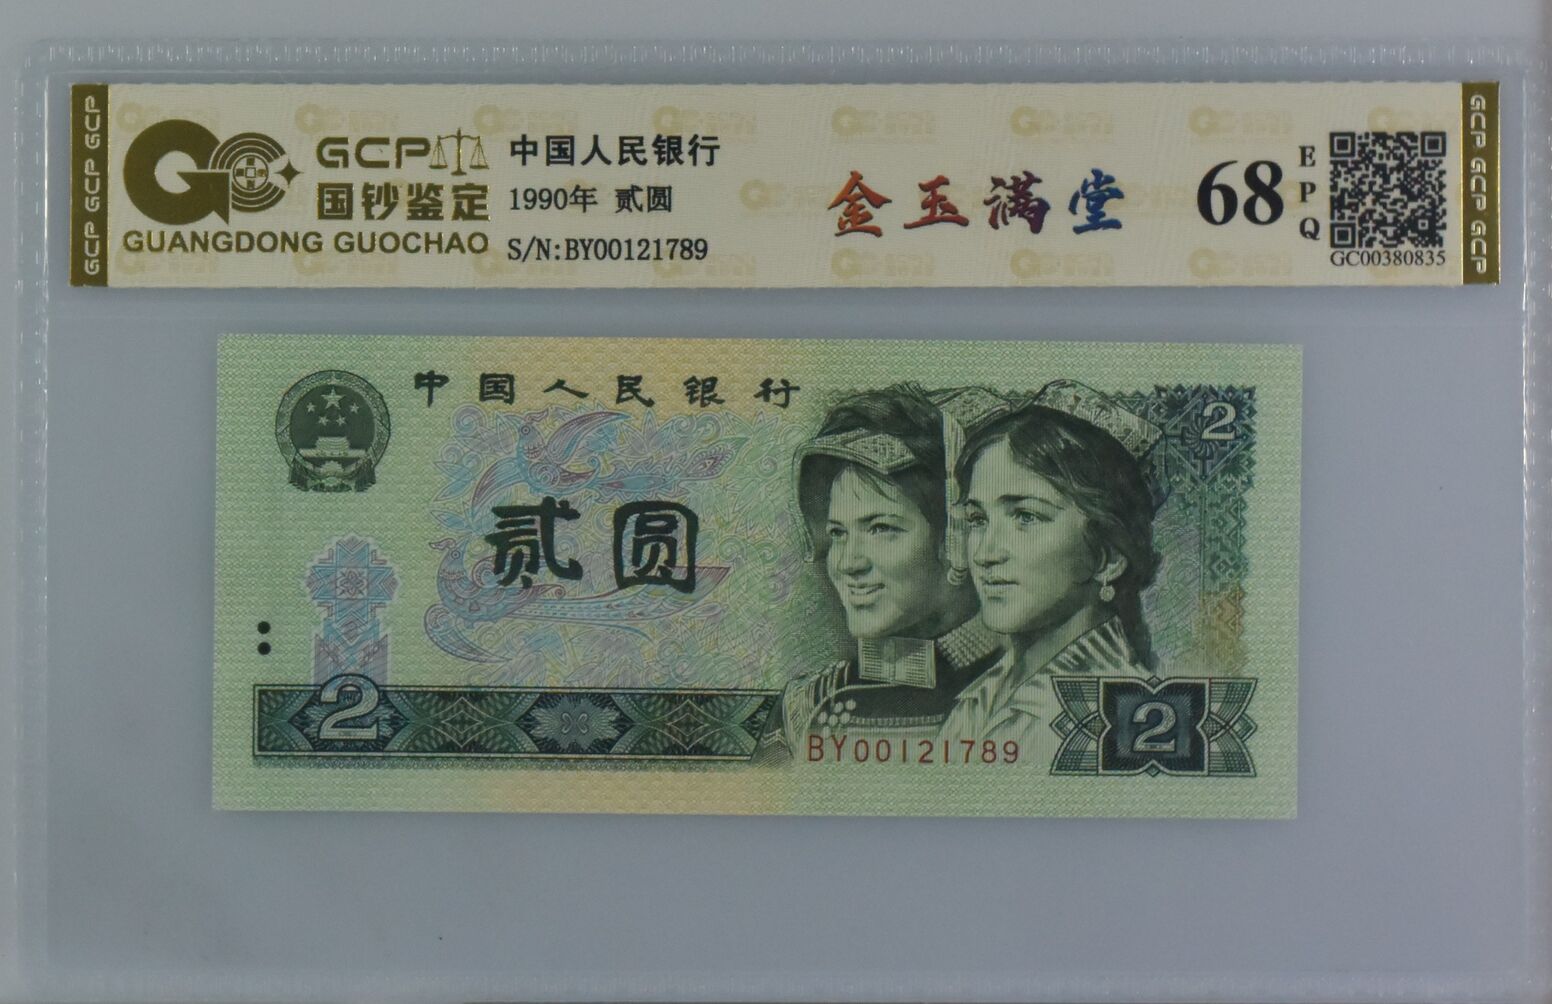 GCP GCP GCP
GCP
国钞鉴定
GUANGDONG GUOCHAO
中国人民银行
1990年 贰圆
S/N:BY00121789
金玉满堂
68
EPQ
GC00380835
GCP GCP GCP
中国人民银行
2
贰圆
2
2
BY00121789